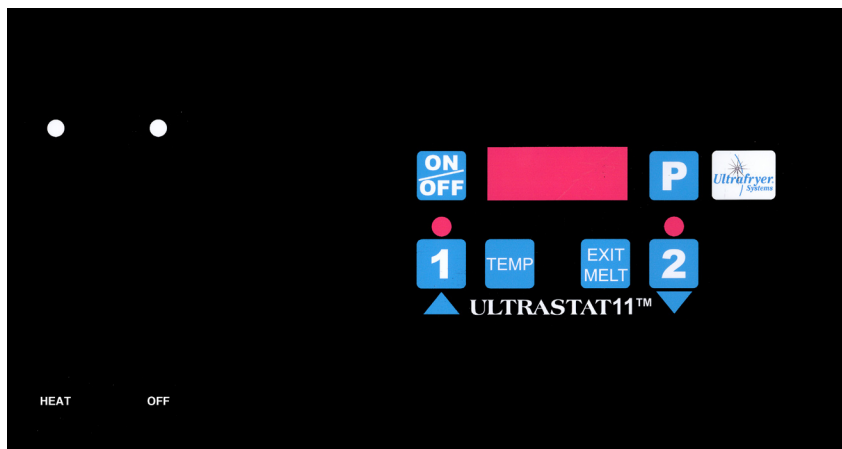 ON
OFF
P
Ultrafryer
Systems
1
TEMP
EXIT
MELT
2
ULTRASTAT11™
HEAT
OFF